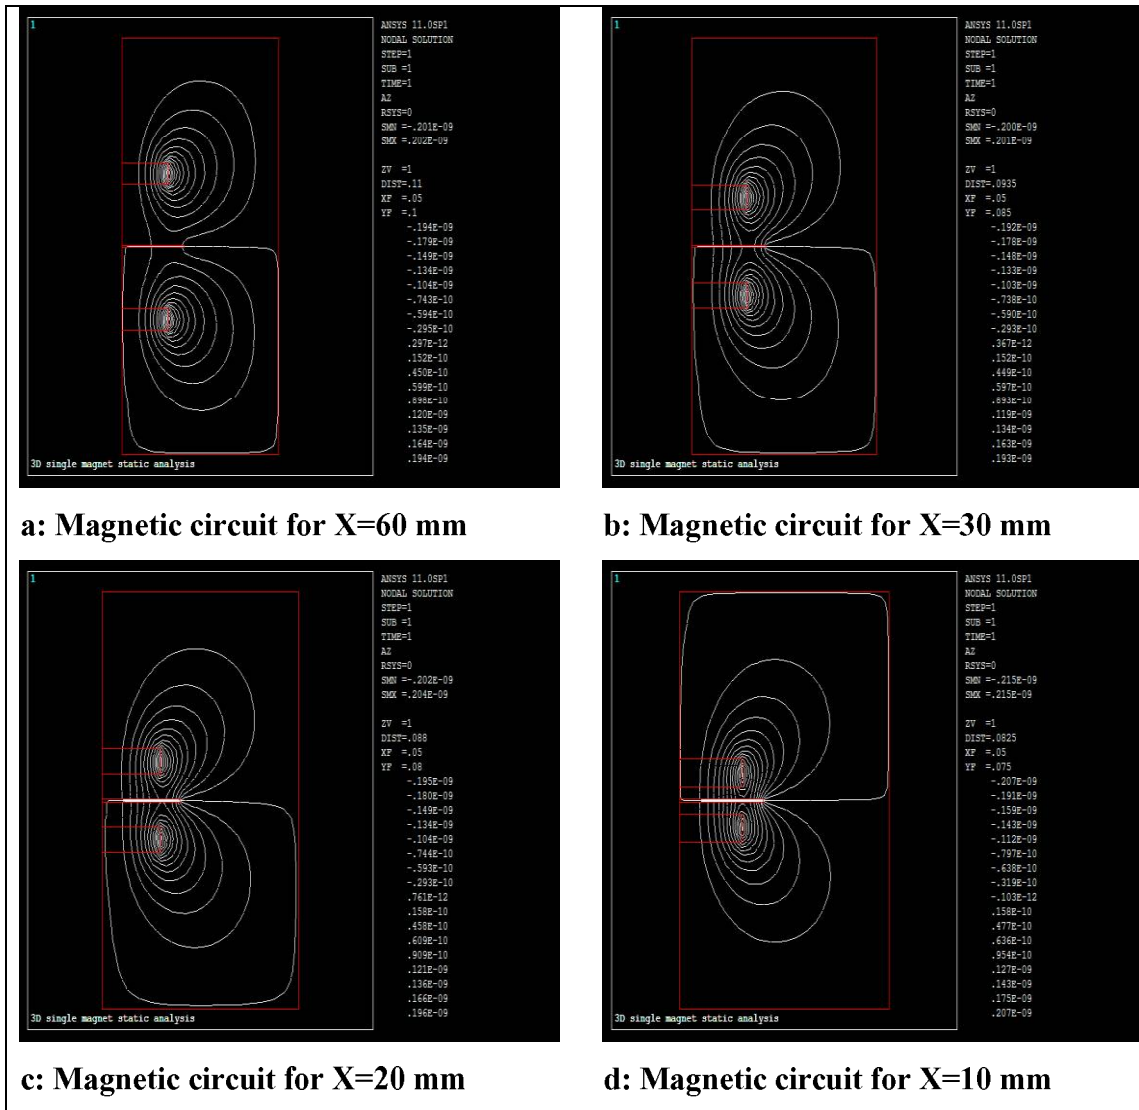 1
ANSYS 11.0SP1
NODAL SOLUTION
STEP=1
SUB =1
TIME=1
AZ
RSYS=0
SMN =-.201E-09
SMX =.202E-09
ZV =1
DIST=.11
XF =.05
YF =.1
-.194E-09
-.179E-09
-.149E-09
-.134E-09
-.104E-09
-.743E-10
-.594E-10
-.295E-10
.297E-12
.152E-10
.450E-10
.599E-10
.898E-10
.120E-09
.135E-09
.164E-09
.194E-09
3D single magnet static analysis
a: Magnetic circuit for X=60 mm
1
ANSYS 11.0SP1
NODAL SOLUTION
STEP=1
SUB =1
TIME=1
AZ
RSYS=0
SMN =-.200E-09
SMX =.201E-09
ZV =1
DIST=.0935
XF =.05
YF =.085
-.192E-09
-.178E-09
-.148E-09
-.133E-09
-.103E-09
-.738E-10
-.590E-10
-.293E-10
.367E-12
.152E-10
.449E-10
.597E-10
.893E-10
.119E-09
.134E-09
.163E-09
.193E-09
3D single magnet static analysis
b: Magnetic circuit for X=30 mm
1
ANSYS 11.0SP1
NODAL SOLUTION
STEP=1
SUB =1
TIME=1
AZ
RSYS=0
SMN =-.202E-09
SMX =.204E-09
ZV =1
DIST=.088
XF =.05
YF =.08
-.195E-09
-.180E-09
-.149E-09
-.134E-09
-.104E-09
-.744E-10
-.593E-10
-.293E-10
.761E-12
.158E-10
.458E-10
.609E-10
.909E-10
.121E-09
.136E-09
.166E-09
.196E-09
3D single magnet static analysis
c: Magnetic circuit for X=20 mm
1
ANSYS 11.0SP1
NODAL SOLUTION
STEP=1
SUB =1
TIME=1
AZ
RSYS=0
SMN =-.215E-09
SMX =.215E-09
ZV =1
DIST=.0825
XF =.05
YF =.075
-.207E-09
-.191E-09
-.159E-09
-.143E-09
-.112E-09
-.797E-10
-.638E-10
-.319E-10
-.103E-12
.158E-10
.477E-10
.636E-10
.954E-10
.127E-09
.143E-09
.175E-09
.207E-09
3D single magnet static analysis
d: Magnetic circuit for X=10 mm